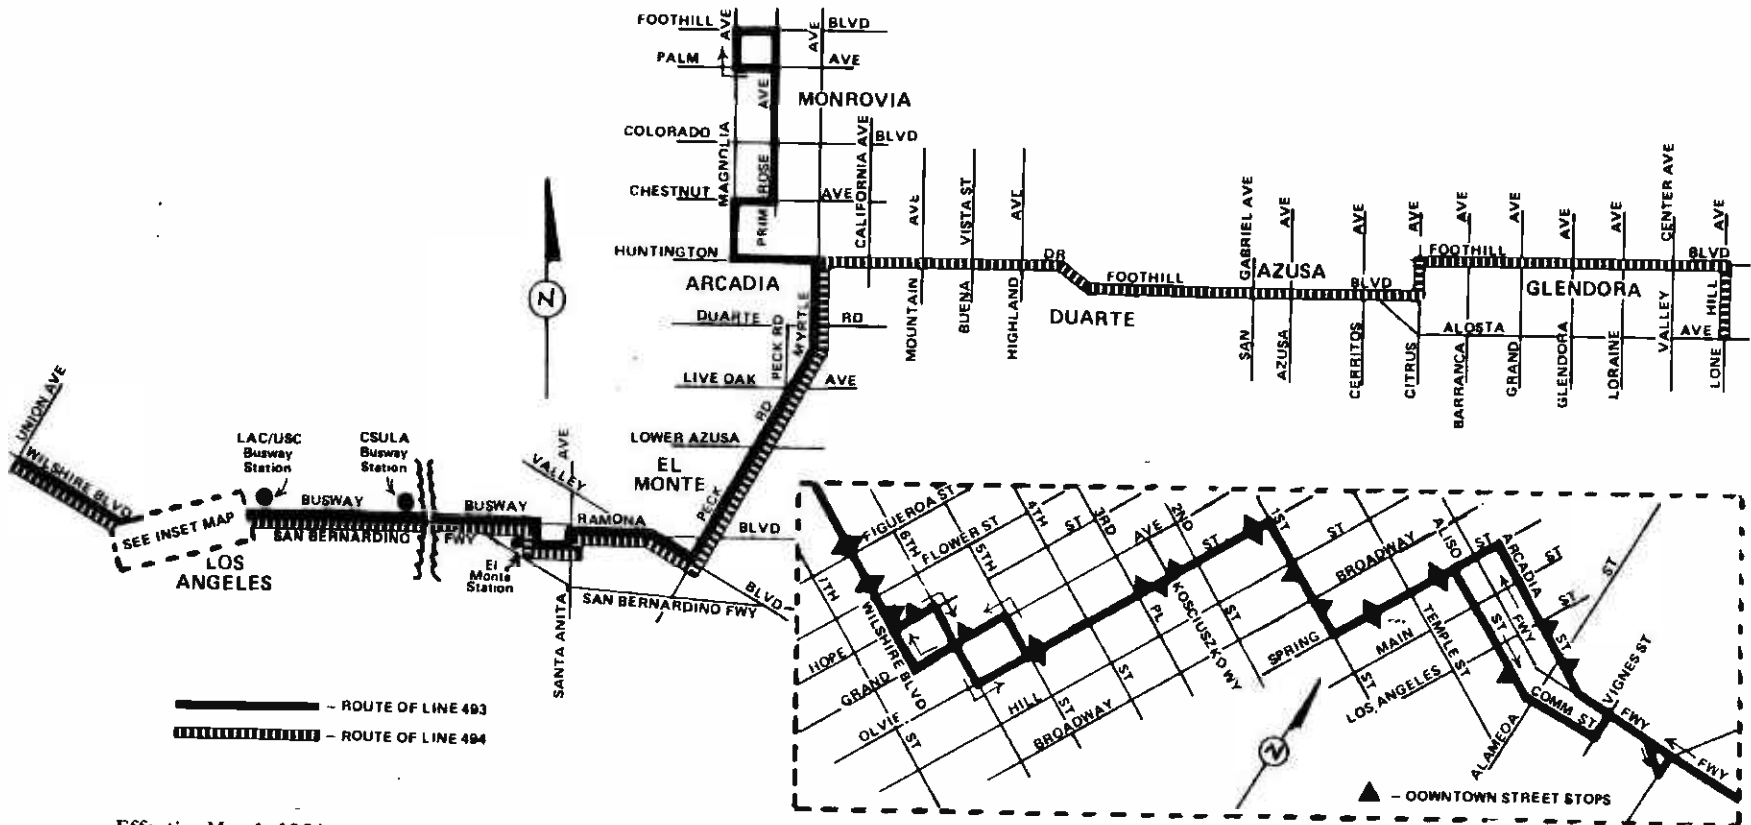 FOOTHILL
AVE
AVE
BLVD
PALM
AVE
AVE
MONROVIA
COLORADO
BLVD
MAGNOLIA
PRIMROSE
CALIFORNIA AVE
CHESTNUT
AVE
HUNTINGTON
DR
ARCADIA
MOUNTAIN
AVE
BUENA
VISTA ST
HIGHLAND
AVE
FOOTHILL
DUARTE
SAN
GABRIEL AVE
AZUSA
AVE
AZUSA
CERRITOS
AVE
BLVD
CITRUS
AVE
FOOTHILL
BLVD
BARRANCA
AVE
GRAND
AVE
GLENDORA
AVE
LORAINE
AVE
VALLEY
CENTER AVE
LONE
HILL
AVE
GLENDORA
ALOSTA
AVE
DUARTE
RD
PECK RD
MYRTLE
LIVE OAK
AVE
LOWER AZUSA
RD
PECK
EL
MONTE
N
UNION AVE
WILSHIRE BLVD
SEE INSET MAP
LOS
ANGELES
LAC/USC
Busway
Station
CSULA
Busway
Station
BUSWAY
BUSWAY
SAN BERNARDINO
FWY
VALLEY
BLVD
AVE
SANTA ANITA
RAMONA
BLVD
El
Monte
Station
SAN BERNARDINO FWY
– ROUTE OF LINE 493
– ROUTE OF LINE 494
FIGUEROA ST
FLOWER ST
HOPE
ST
GRAND
AVE
OLVIE
ST
HILL
ST
BROADWAY
BROADWAY
7TH
ST
WILSHIRE BLVD
6TH
5TH
ST
4TH
ST
3RD
PL
2ND
ST
KOSCIUSZKO WY
1ST
ST
SPRING
ST
MAIN
ST
LOS ANGELES
ST
TEMPLE ST
ALISO
ST
ARCADIA
ST
FWY
COMM ST
ALAMEDA
ST
VIGNES ST
FWY
FWY
N
– DOWNTOWN STREET STOPS